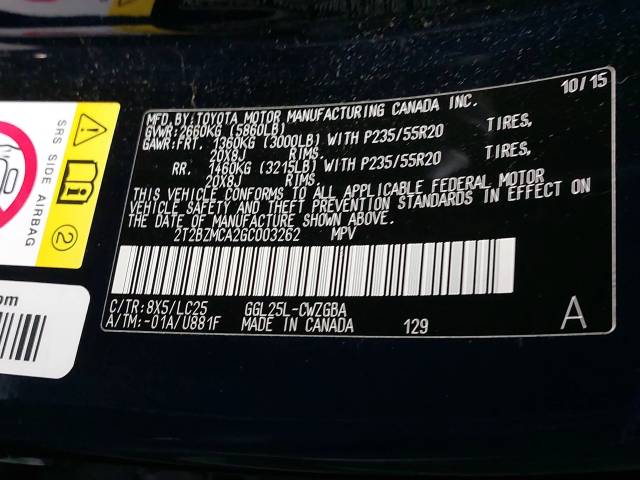 10/15
MFD.BY: TOYOTA MOTOR MANUFACTURING CANADA INC.
GVWR:2660KG (5860LB)
GAWR:FRT. 1360KG (3000LB) WITH P235/55R20 TIRES,
20X8J RIMS.
RR. 1460KG (3215LB) WITH P235/55R20 TIRES,
20X8J RIMS.
THIS VEHICLE CONFORMS TO ALL APPLICABLE FEDERAL MOTOR
VEHICLE SAFETY AND THEFT PREVENTION STANDARDS IN EFFECT ON
THE DATE OF MANUFACTURE SHOWN ABOVE.
2T2BZMCA2GC003262 MPV
C/TR: 8X5/LC25 GGL25L-CWZGBA
A/TM: -01A/U881F MADE IN CANADA 129 A
SRS SIDE AIRBAG
2
om